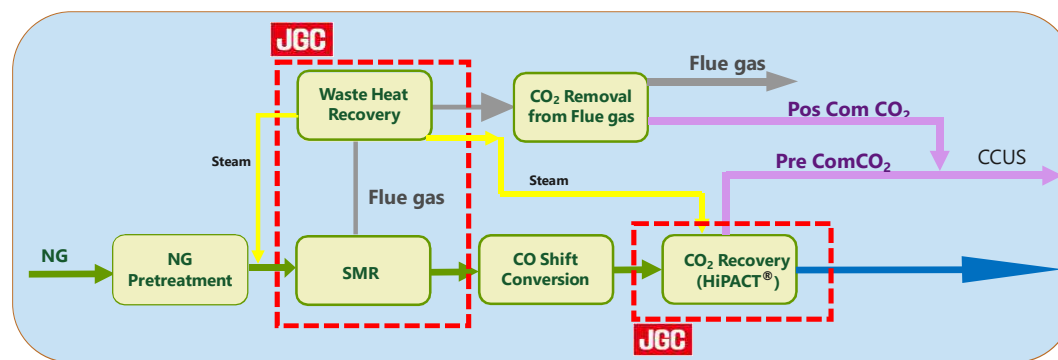 JGC
Flue gas
Waste Heat
Recovery
CO₂ Removal
from Flue gas
Pos Com CO₂
Steam
Pre ComCO₂
CCUS
Steam
Flue gas
NG
NG
Pretreatment
SMR
CO Shift
Conversion
CO₂ Recovery
(HiPACT®)
JGC